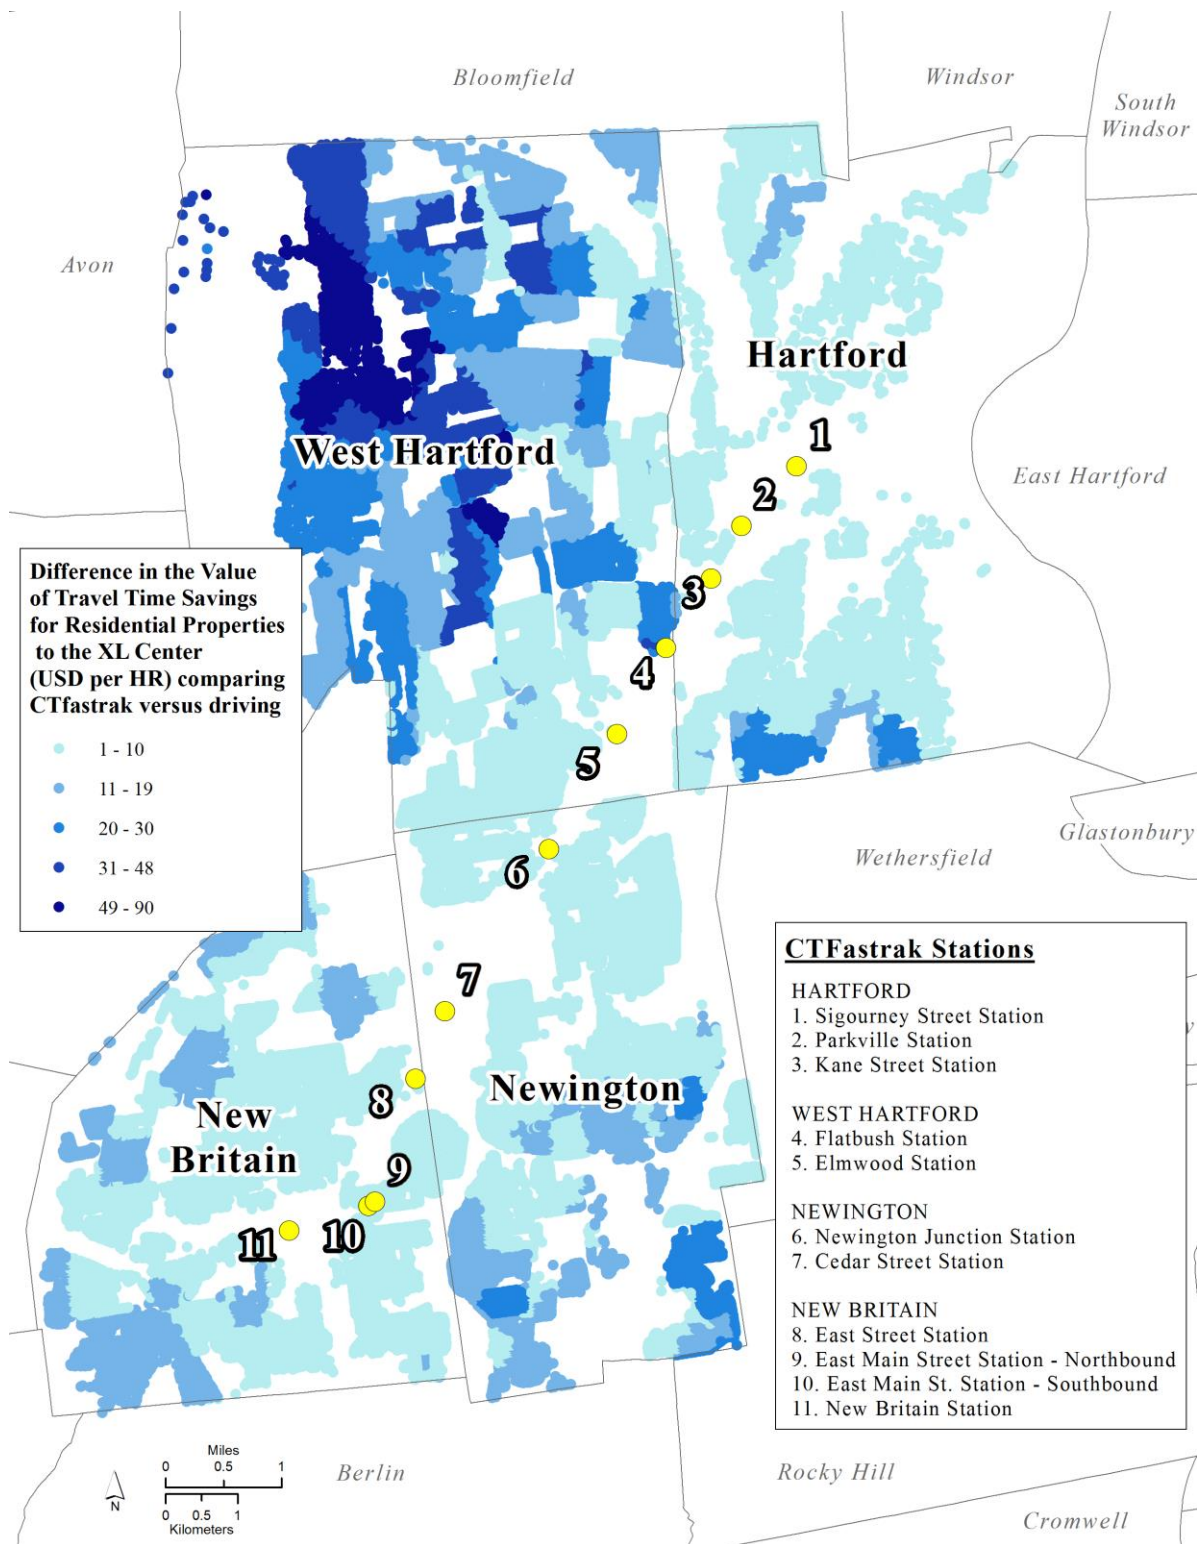 Bloomfield
Windsor
South
Windsor
Avon
Hartford
West Hartford
1
2
East Hartford
3
4
5
Difference in the Value
of Travel Time Savings
for Residential Properties
to the XL Center
(USD per HR) comparing
CTfastrak versus driving
1 - 10
11 - 19
20 - 30
31 - 48
49 - 90
Glastonbury
Wethersfield
6
7
8
Newington
New
Britain
9
10
11
CTFastrak Stations
HARTFORD
1. Sigourney Street Station
2. Parkville Station
3. Kane Street Station
WEST HARTFORD
4. Flatbush Station
5. Elmwood Station
NEWINGTON
6. Newington Junction Station
7. Cedar Street Station
NEW BRITAIN
8. East Street Station
9. East Main Street Station - Northbound
10. East Main St. Station - Southbound
11. New Britain Station
Miles
0 0.5 1
0 0.5 1
Kilometers
N
Berlin
Rocky Hill
Cromwell